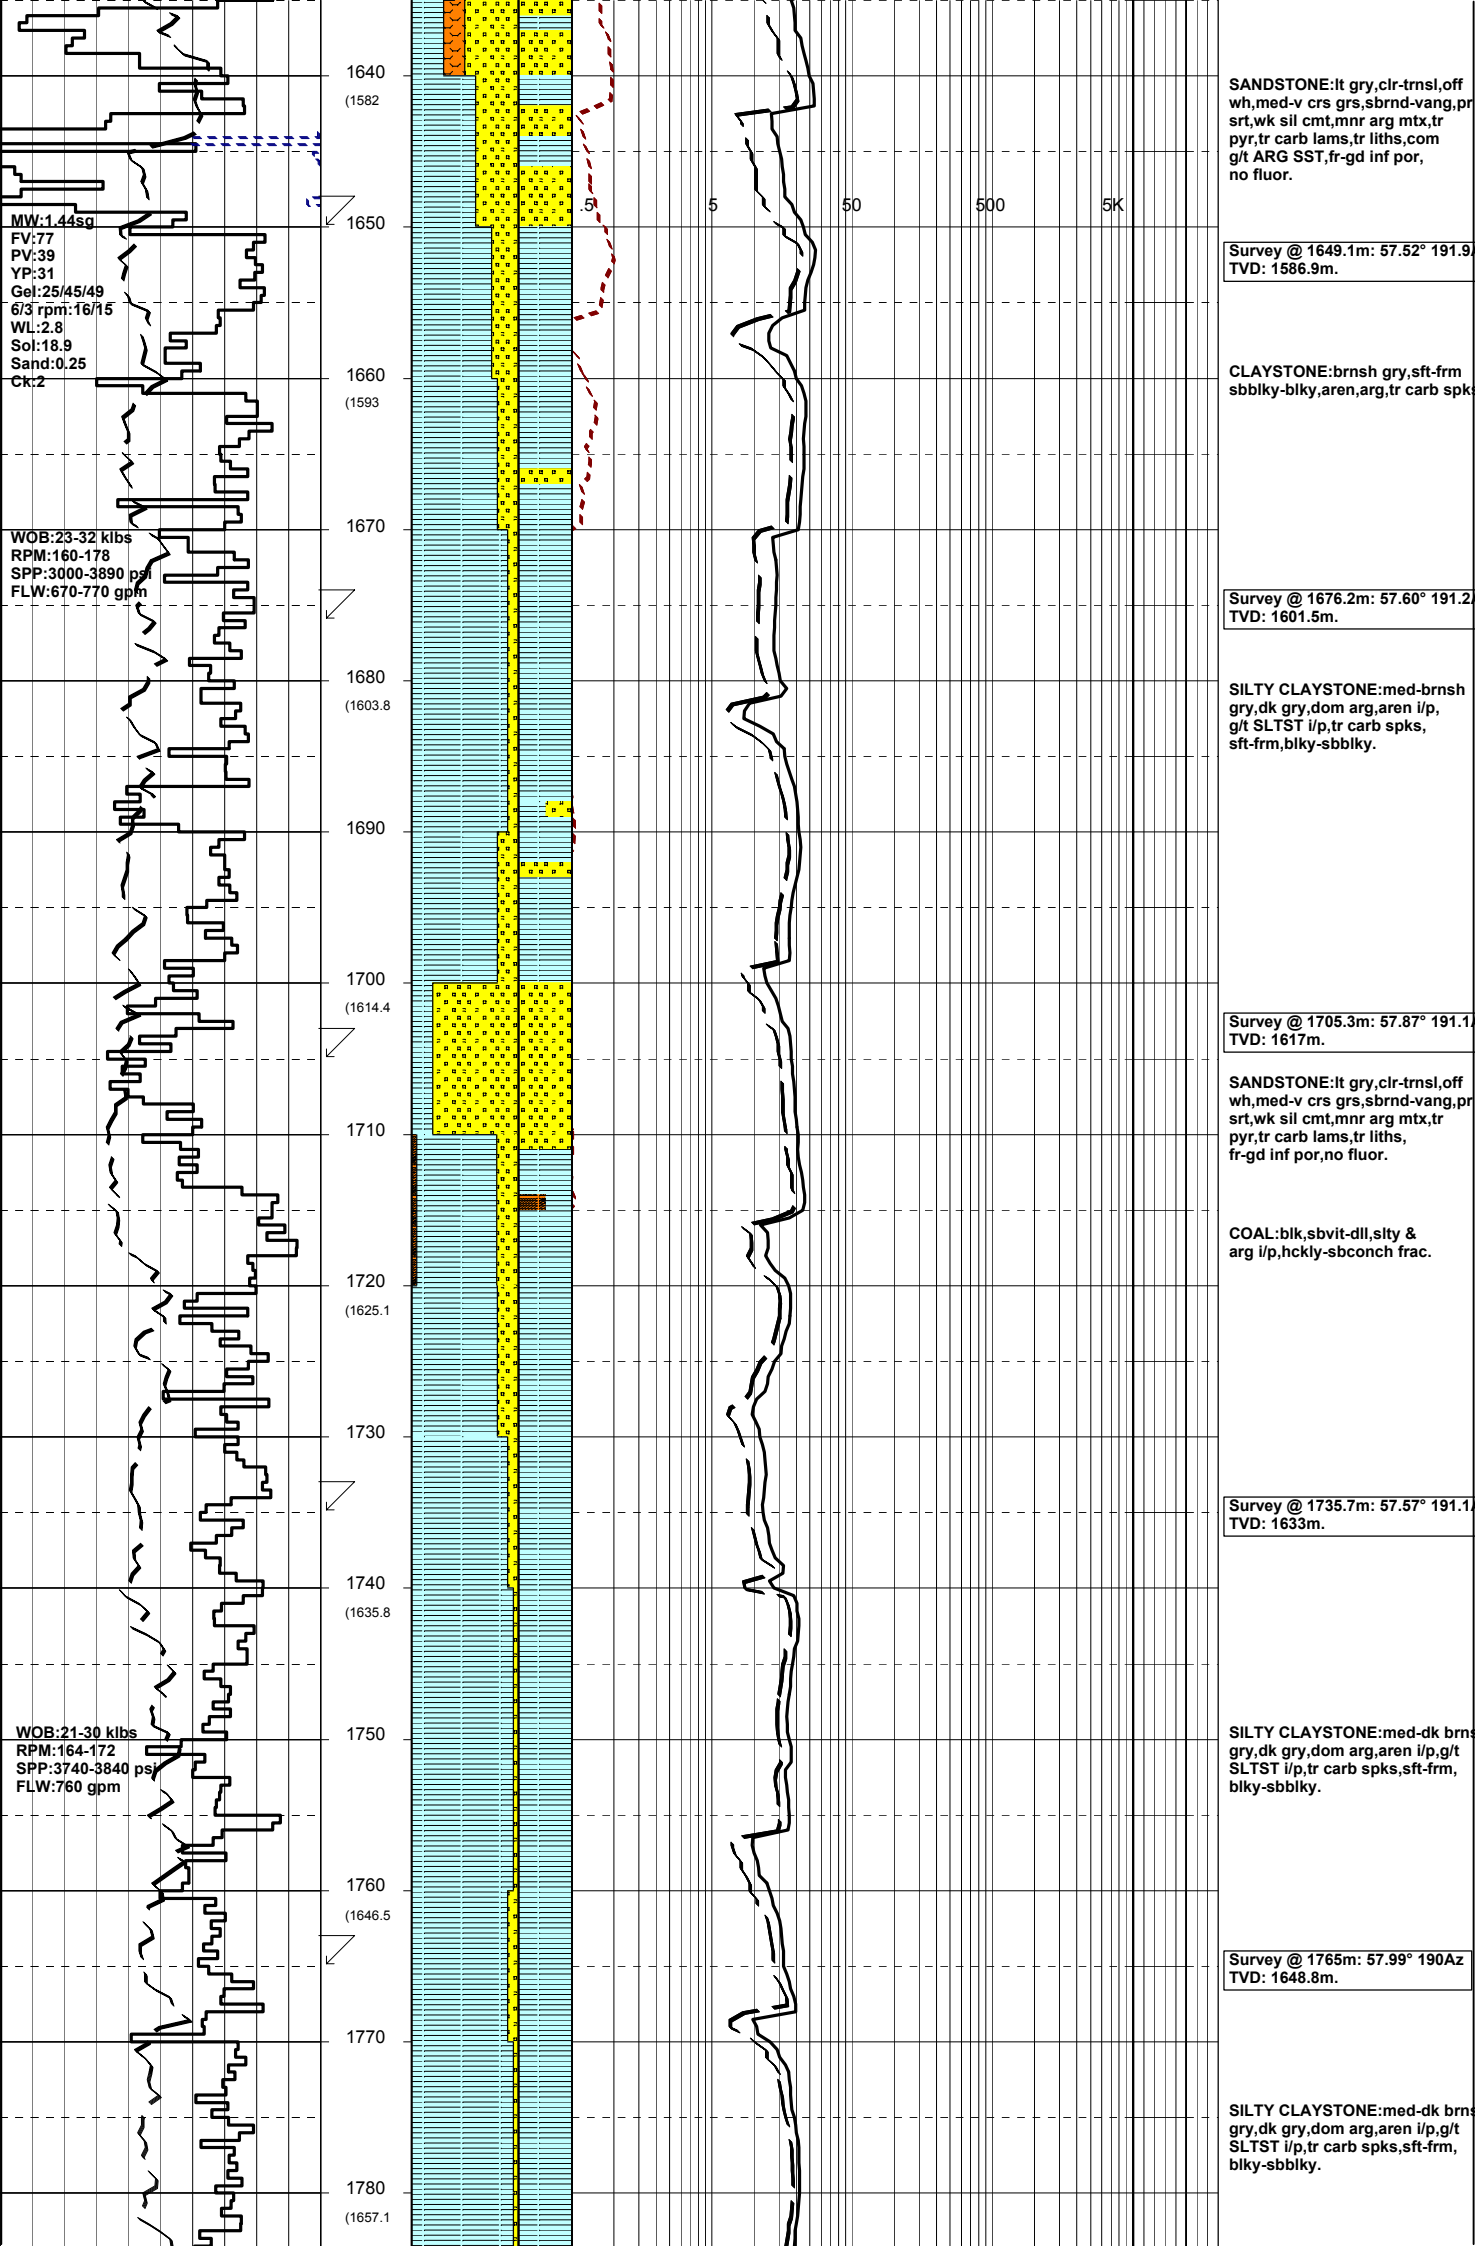 MW:1.44sg
FV:77
PV:39
YP:31
Gel:25/45/49
6/3 rpm:16/15
WL:2.8
Sol:18.9
Sand:0.25
Ck:2
WOB:23-32 klbs
RPM:160-178
SPP:3000-3890 psi
FLW:670-770 gpm
WOB:21-30 klbs
RPM:164-172
SPP:3740-3840 psi
FLW:760 gpm
1640
(1582
1650
1660
(1593
1670
1680
(1603.8
1690
1700
(1614.4
1710
1720
(1625.1
1730
1740
(1635.8
1750
1760
(1646.5
1770
1780
(1657.1
.5 5 50 500 5K
SANDSTONE:lt gry,clr-trnsl,off
wh,med-v crs grs,sbrnd-vang,pr
srt,wk sil cmt,mnr arg mtx,tr
pyr,tr carb lams,tr liths,com
g/t ARG SST,fr-gd inf por,
no fluor.
Survey @ 1649.1m: 57.52° 191.9
TVD: 1586.9m.
CLAYSTONE:brnsh gry,sft-frm
sbblky-blky,aren,arg,tr carb spks
Survey @ 1676.2m: 57.60° 191.2
TVD: 1601.5m.
SILTY CLAYSTONE:med-brnsh
gry,dk gry,dom arg,aren i/p,
g/t SLTST i/p,tr carb spks,
sft-frm,blky-sbblky.
Survey @ 1705.3m: 57.87° 191.1
TVD: 1617m.
SANDSTONE:lt gry,clr-trnsl,off
wh,med-v crs grs,sbrnd-vang,pr
srt,wk sil cmt,mnr arg mtx,tr
pyr,tr carb lams,tr liths,
fr-gd inf por,no fluor.
COAL:blk,sbvit-dll,slty &
arg i/p,hckly-sbconch frac.
Survey @ 1735.7m: 57.57° 191.1
TVD: 1633m.
SILTY CLAYSTONE:med-dk brns
gry,dk gry,dom arg,aren i/p,g/t
SLTST i/p,tr carb spks,sft-frm,
blky-sbblky.
Survey @ 1765m: 57.99° 190Az
TVD: 1648.8m.
SILTY CLAYSTONE:med-dk brns
gry,dk gry,dom arg,aren i/p,g/t
SLTST i/p,tr carb spks,sft-frm,
blky-sbblky.